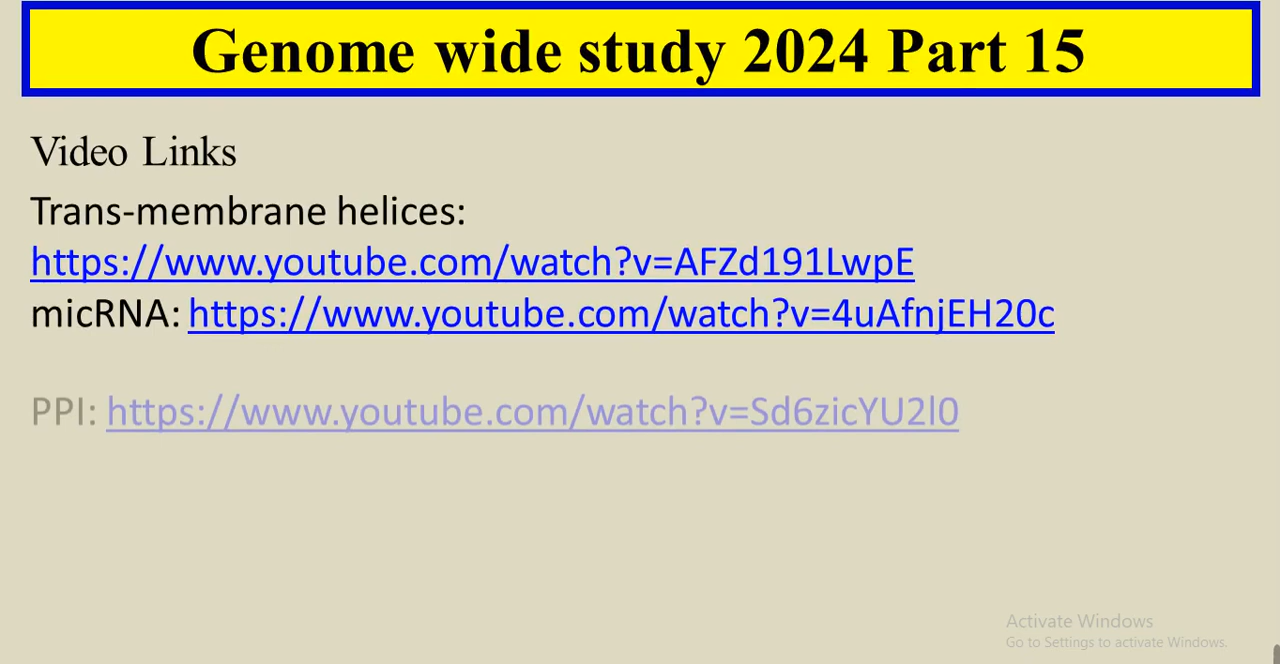 Genome wide study 2024 Part 15
Video Links
Trans-membrane helices:
https://www.youtube.com/watch?v=AFZd191LwpE
micRNA: https://www.youtube.com/watch?v=4uAfnjEH20c
PPI: https://www.youtube.com/watch?v=Sd6zicYU2l0
Activate Windows
Go to Settings to activate Windows.